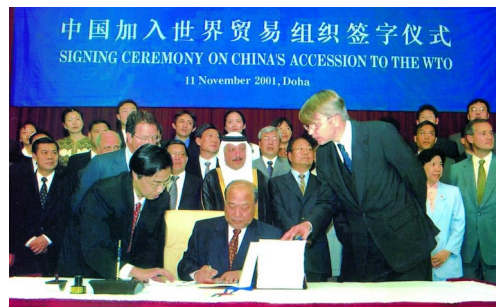 中国加入世界贸易组织签字仪式
SIGNING CEREMONY ON CHINA'S ACCESSION TO THE WTO
11 November 2001, Doha